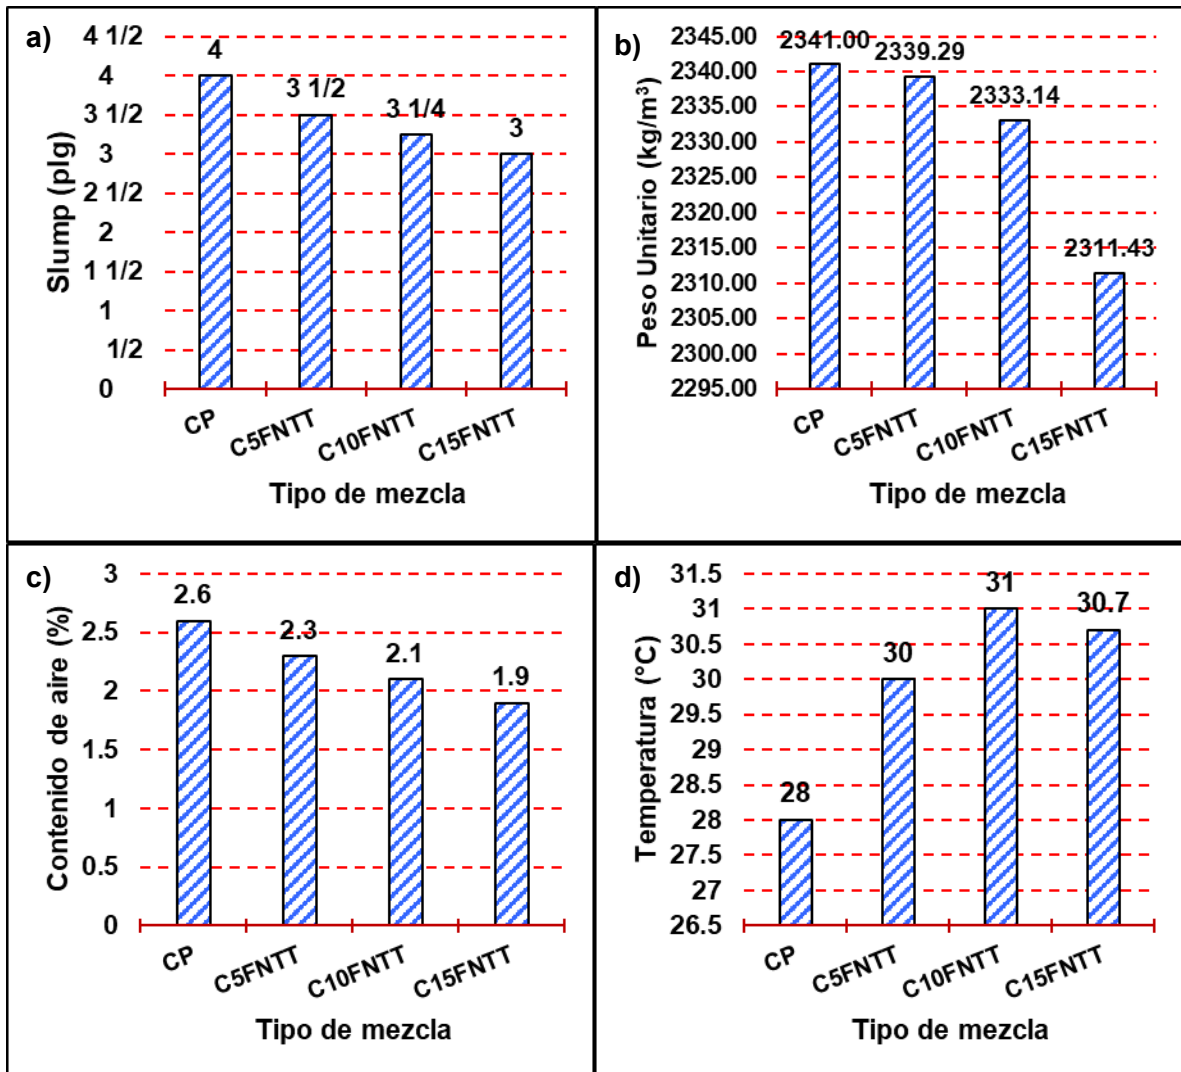 a)
Slump (plg)
4 1/2
4
3 1/2
3
2 1/2
2
1 1/2
1
1/2
0
4
3 1/2
3 1/4
3
CP
C5FNTT
C10FNTT
C15FNTT
Tipo de mezcla
b)
Peso Unitario (kg/m³)
2345.00
2340.00
2335.00
2330.00
2325.00
2320.00
2315.00
2310.00
2305.00
2300.00
2295.00
2341.00
2339.29
2333.14
2311.43
CP
C5FNTT
C10FNTT
C15FNTT
Tipo de mezcla
c)
Contenido de aire (%)
3
2.5
2
1.5
1
0.5
0
2.6
2.3
2.1
1.9
CP
C5FNTT
C10FNTT
C15FNTT
Tipo de mezcla
d)
Temperatura (°C)
31.5
31
30.5
30
29.5
29
28.5
28
27.5
27
26.5
28
30
31
30.7
CP
C5FNTT
C10FNTT
C15FNTT
Tipo de mezcla